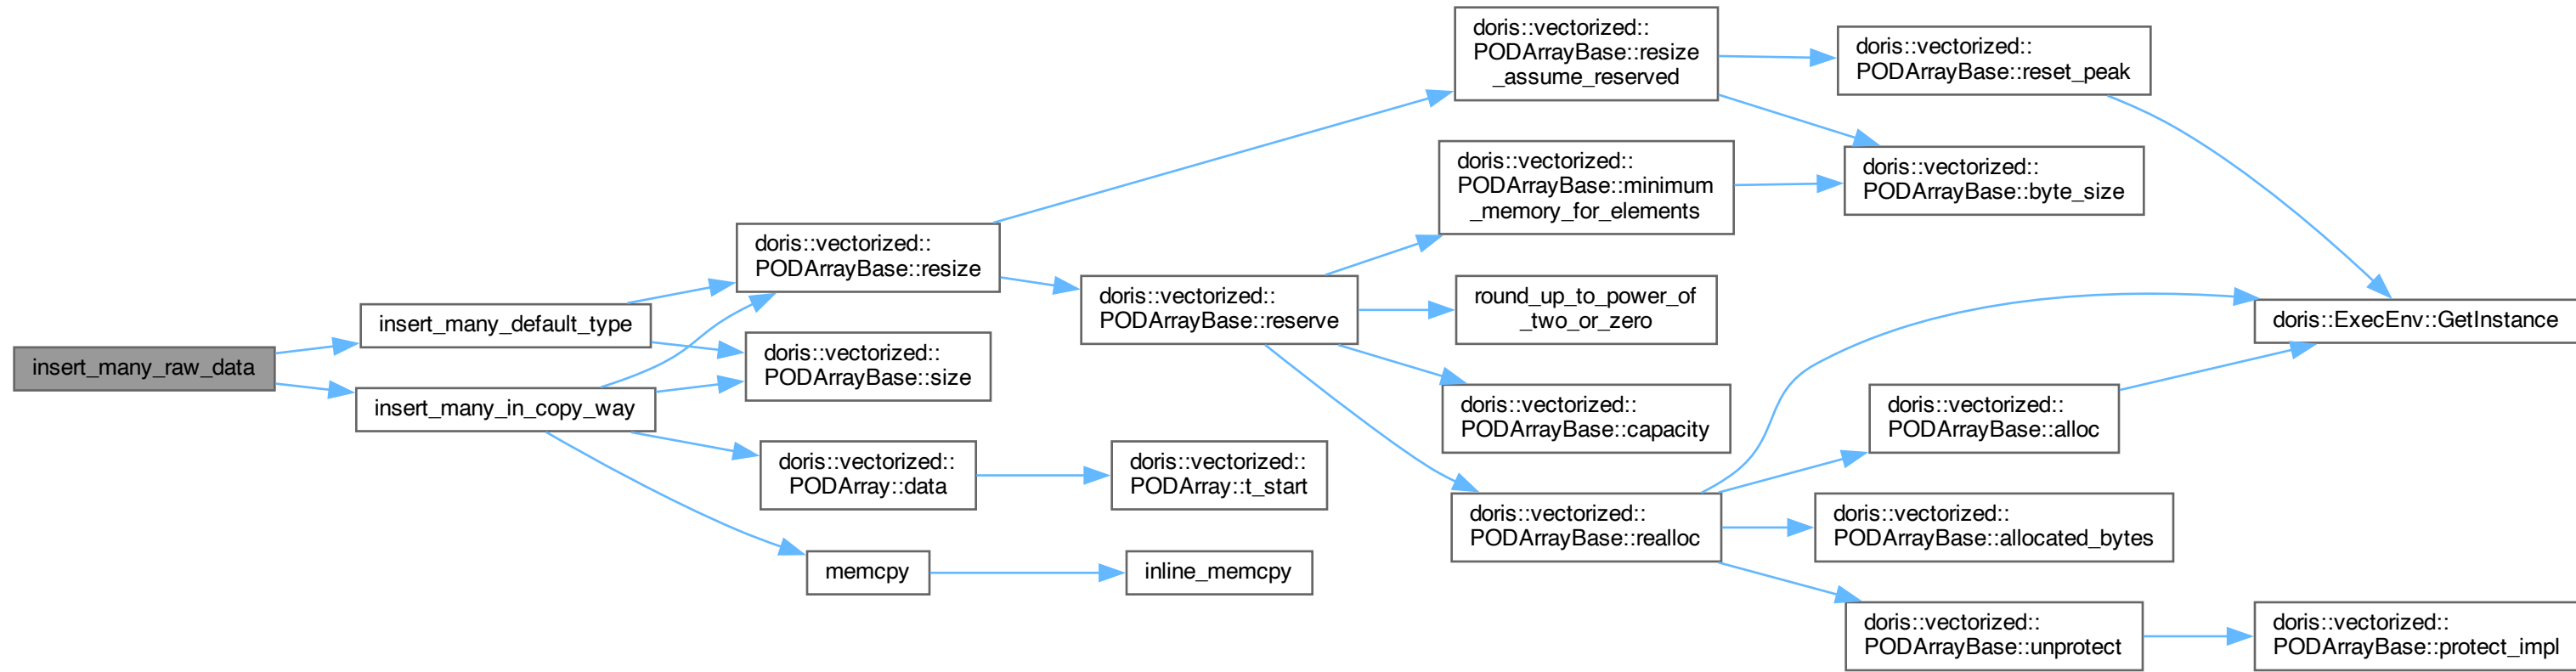 insert_many_raw_data
insert_many_default_type
insert_many_in_copy_way
doris::vectorized::
PODArrayBase::resize
doris::vectorized::
PODArrayBase::size
doris::vectorized::
PODArray::data
memcpy
doris::vectorized::
PODArrayBase::reserve
doris::vectorized::
PODArray::t_start
inline_memcpy
doris::vectorized::
PODArrayBase::resize
_assume_reserved
doris::vectorized::
PODArrayBase::minimum
_memory_for_elements
round_up_to_power_of
_two_or_zero
doris::vectorized::
PODArrayBase::capacity
doris::vectorized::
PODArrayBase::realloc
doris::vectorized::
PODArrayBase::reset_peak
doris::vectorized::
PODArrayBase::byte_size
doris::vectorized::
PODArrayBase::alloc
doris::vectorized::
PODArrayBase::allocated_bytes
doris::vectorized::
PODArrayBase::unprotect
doris::ExecEnv::GetInstance
doris::vectorized::
PODArrayBase::protect_impl